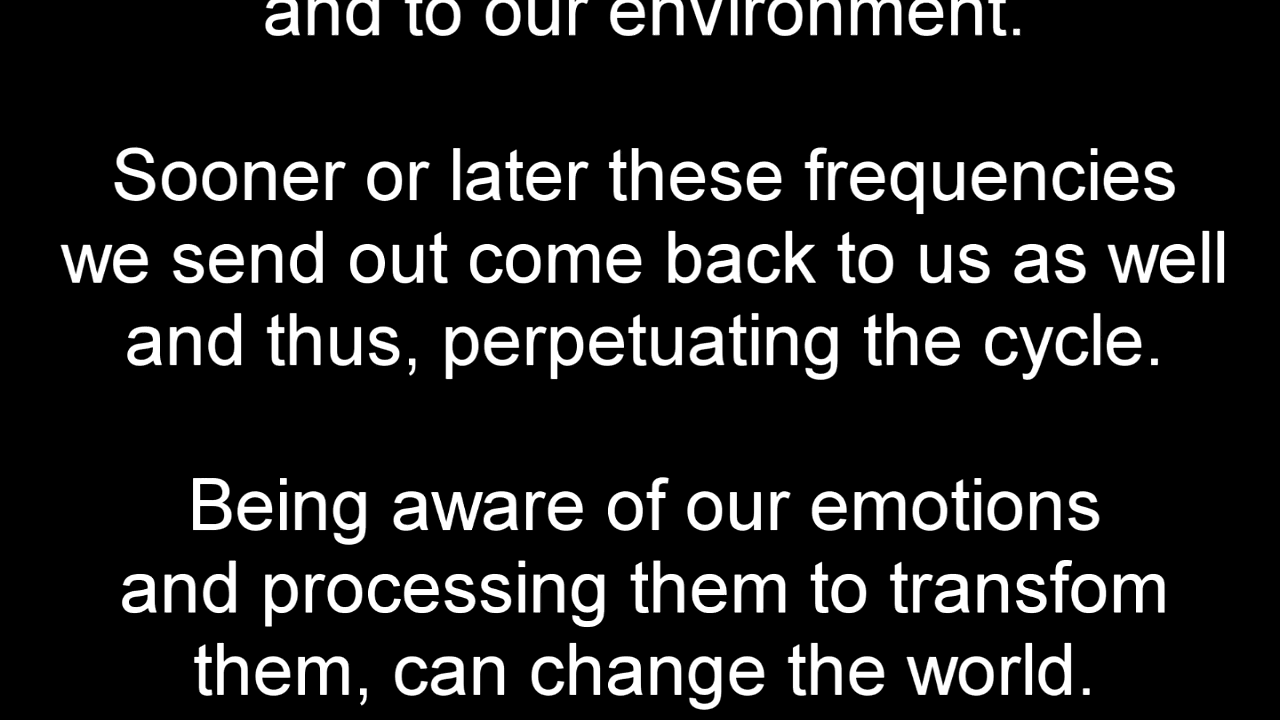 and to our environment.
Sooner or later these frequencies
we send out come back to us as well
and thus, perpetuating the cycle.
Being aware of our emotions
and processing them to transfom
them, can change the world.